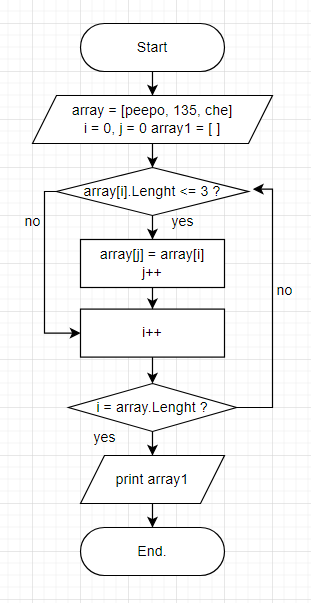 Start
array = [peepo, 135, che]
i = 0, j = 0 array1 = [ ]
array[i].Lenght <= 3 ?
no
yes
array[j] = array[i]
j++
no
i++
i = array.Lenght ?
yes
print array1
End.